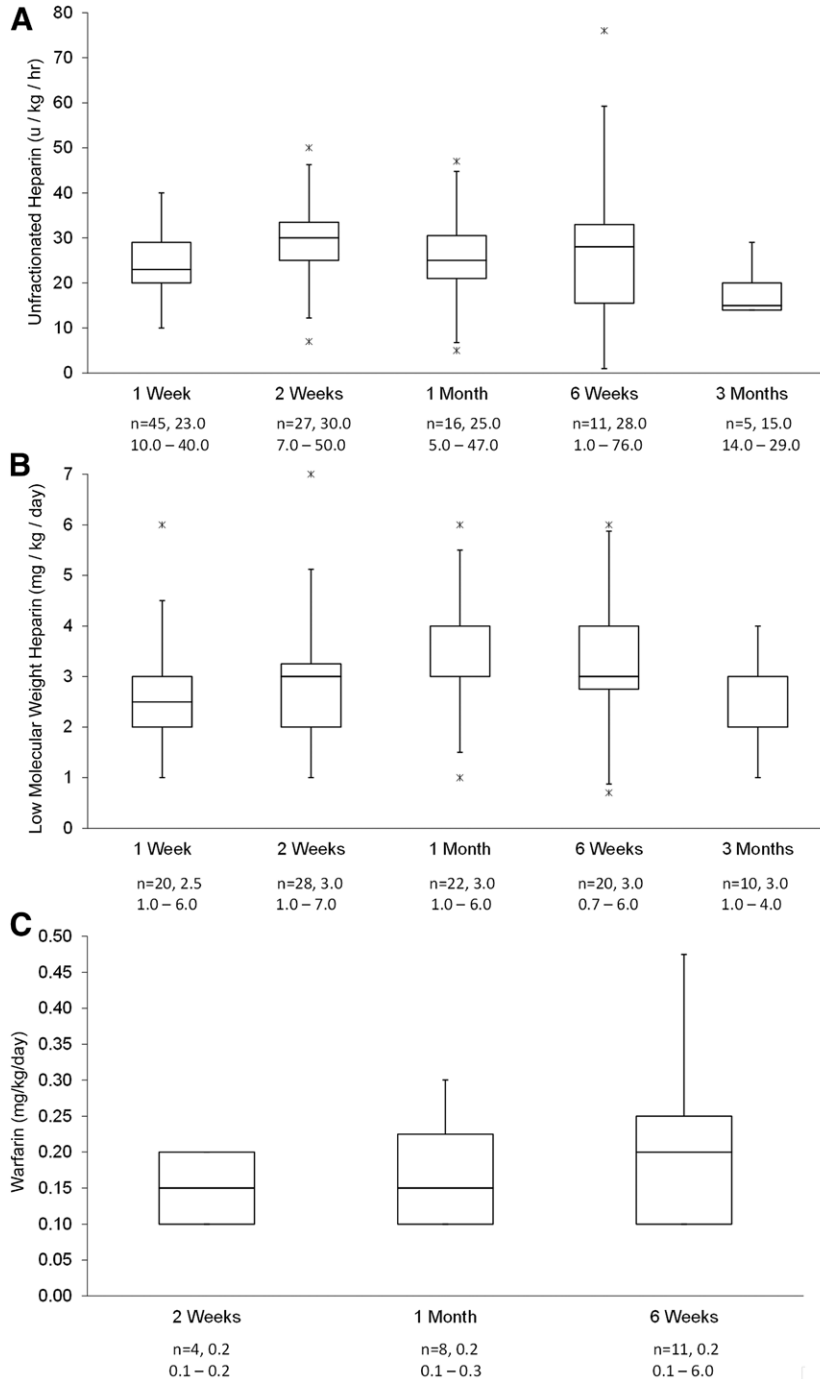 A
Unfractionated Heparin (u / kg / hr)
80
70
60
50
40
30
20
10
0
1 Week 2 Weeks 1 Month 6 Weeks 3 Months
n=45, 23.0 n=27, 30.0 n=16, 25.0 n=11, 28.0 n=5, 15.0
10.0 – 40.0 7.0 – 50.0 5.0 – 47.0 1.0 – 76.0 14.0 – 29.0
B
Low Molecular Weight Heparin (mg / kg / day)
7
6
5
4
3
2
1
0
1 Week 2 Weeks 1 Month 6 Weeks 3 Months
n=20, 2.5 n=28, 3.0 n=22, 3.0 n=20, 3.0 n=10, 3.0
1.0 – 6.0 1.0 – 7.0 1.0 – 6.0 0.7 – 6.0 1.0 – 4.0
C
Warfarin (mg/kg/day)
0.50
0.45
0.40
0.35
0.30
0.25
0.20
0.15
0.10
0.05
0.00
2 Weeks 1 Month 6 Weeks
n=4, 0.2 n=8, 0.2 n=11, 0.2
0.1 – 0.2 0.1 – 0.3 0.1 – 6.0